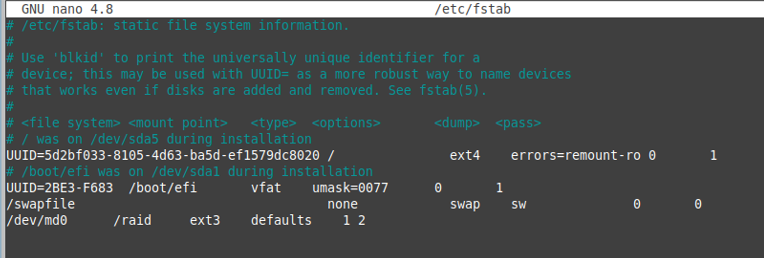 GNU nano 4.8 /etc/fstab
# /etc/fstab: static file system information.
#
# Use 'blkid' to print the universally unique identifier for a
# device; this may be used with UUID= as a more robust way to name devices
# that works even if disks are added and removed. See fstab(5).
#
# <file system> <mount point> <type> <options> <dump> <pass>
# / was on /dev/sda5 during installation
UUID=5d2bf033-8105-4d63-ba5d-ef1579dc8020 / ext4 errors=remount-ro 0 1
# /boot/efi was on /dev/sda1 during installation
UUID=2BE3-F683 /boot/efi vfat umask=0077 0 1
/swapfile none swap sw 0 0
/dev/md0 /raid ext3 defaults 1 2